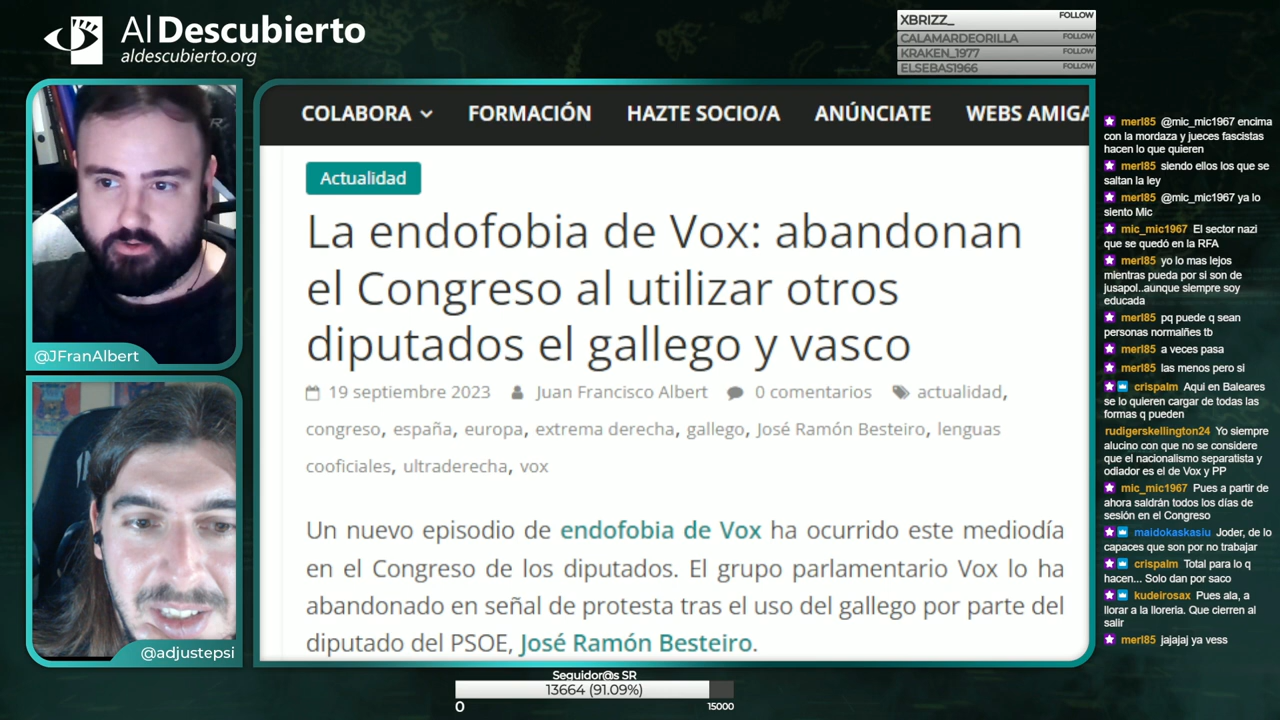 Al Descubierto
aldescubierto.org
XBRIZZ_ FOLLOW
CALAMARDEORILLA FOLLOW
KRAKEN_1977 FOLLOW
ELSEBAS1966 FOLLOW
@JFranAlbert
@adjustepsi
COLABORA FORMACIÓN HAZTE SOCIO/A ANÚNCIATE WEBS AMIGA
Actualidad
La endofobia de Vox: abandonan
el Congreso al utilizar otros
diputados el gallego y vasco
19 septiembre 2023 Juan Francisco Albert 0 comentarios actualidad,
congreso, españa, europa, extrema derecha, gallego, José Ramón Besteiro, lenguas
cooficiales, ultraderecha, vox
Un nuevo episodio de endofobia de Vox ha ocurrido este mediodía
en el Congreso de los diputados. El grupo parlamentario Vox lo ha
abandonado en señal de protesta tras el uso del gallego por parte del
diputado del PSOE, José Ramón Besteiro.
merl85 @mic_mic1967 encima
con la mordaza y jueces fascistas
hacen lo que quieren
merl85 siendo ellos los que se
saltan la ley
merl85 @mic_mic1967 ya lo
siento Mic
mic_mic1967 El sector nazi
que se quedó en la RFA
merl85 yo lo mas lejos
mientras pueda por si son de
jusapol..aunque siempre soy
educada
merl85 pq puede q sean
personas normalñes tb
merl85 a veces pasa
merl85 las menos pero si
crispalm Aqui en Baleares
se lo quieren cargar de todas las
formas q pueden
rudigerskellington24 Yo siempre
alucino con que no se considere
que el nacionalismo separatista y
odiador es el de Vox y PP
mic_mic1967 Pues a partir de
ahora saldrán todos los días de
sesión en el Congreso
maidokaskasiu Joder, de lo
capaces que son por no trabajar
crispalm Total para lo q
hacen... Solo dan por saco
kudeirosax Pues ala, a
llorar a la lloreria. Que cierren al
salir
merl85 jajajaj ya vess
Seguidor@s SR
13664 (91.09%)
0 15000